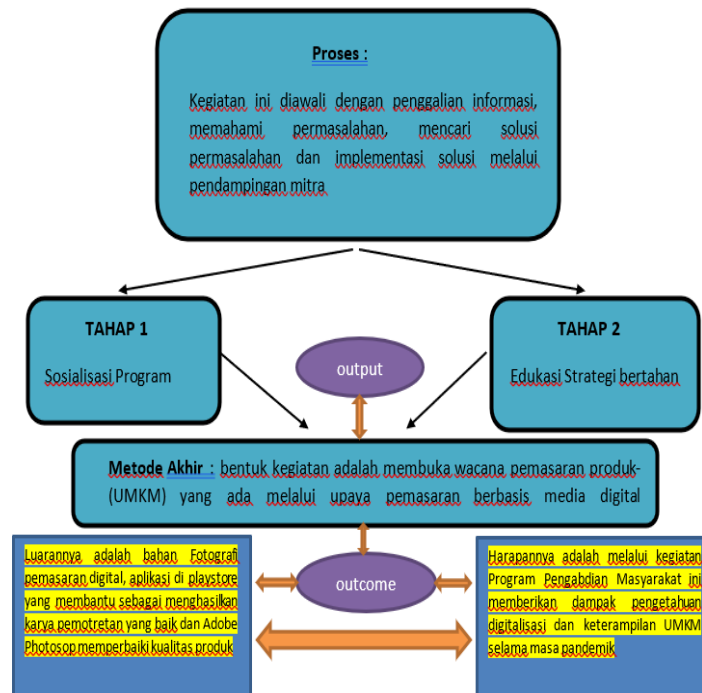 Proses :
Kegiatan ini diawali dengan penggalian informasi,
memahami permasalahan, mencari solusi
permasalahan dan implementasi solusi melalui
pendampingan mitra
TAHAP 1
Sosialisasi Program
TAHAP 2
Edukasi Strategi bertahan
output
Metode Akhir : bentuk kegiatan adalah membuka wacana pemasaran produk-
(UMKM) yang ada melalui upaya pemasaran berbasis media digital
Luarannya adalah bahan Fotografi
pemasaran digital, aplikasi di playstore
yang membantu sebagai menghasilkan
karya pemotretan yang baik dan Adobe
Photosop memperbaiki kualitas produk
outcome
Harapannya adalah melalui kegiatan
Program Pengabdian Masyarakat ini
memberikan dampak pengetahuan
digitalisasi dan keterampilan UMKM
selama masa pandemik